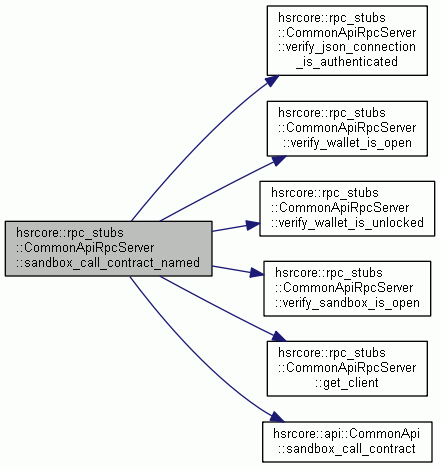 hsrcore::rpc_stubs
::CommonApiRpcServer
::verify_json_connection
_is_authenticated
hsrcore::rpc_stubs
::CommonApiRpcServer
::verify_wallet_is_open
hsrcore::rpc_stubs
::CommonApiRpcServer
::sandbox_call_contract_named
hsrcore::rpc_stubs
::CommonApiRpcServer
::verify_wallet_is_unlocked
hsrcore::rpc_stubs
::CommonApiRpcServer
::verify_sandbox_is_open
hsrcore::rpc_stubs
::CommonApiRpcServer
::get_client
hsrcore::api::CommonApi
::sandbox_call_contract